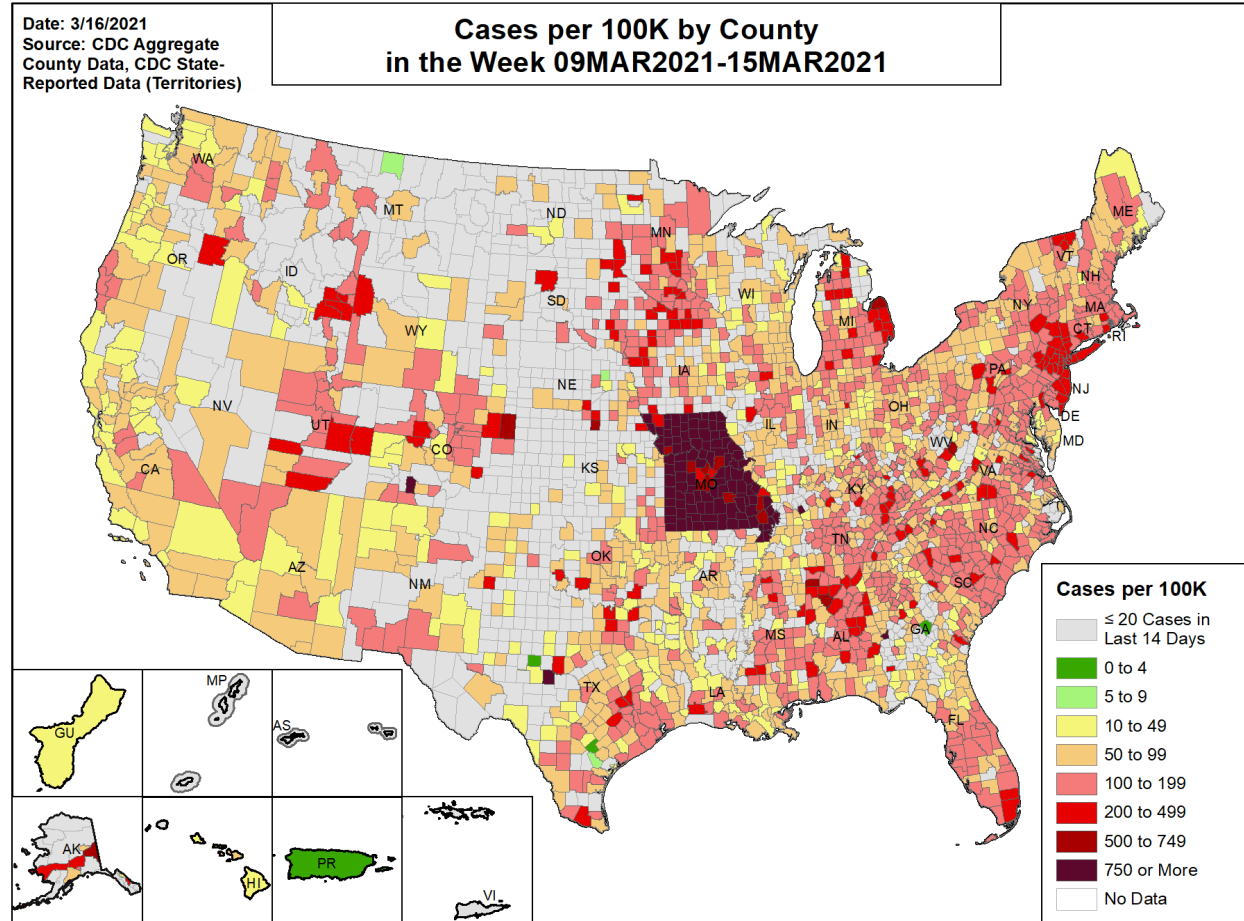 Date: 3/16/2021
Source: CDC Aggregate
County Data, CDC State-
Reported Data (Territories)
Cases per 100K by County
in the Week 09MAR2021-15MAR2021
WA
MT
ND
MN
ME
OR
ID
SD
WI
VT
NH
WY
MI
NY
MA
CT
RI
NV
UT
NE
IA
PA
NJ
OH
DE
CO
IL
IN
MD
WV
CA
KS
MO
KY
VA
AZ
NM
OK
TN
NC
AR
SC
MS
AL
GA
TX
LA
FL
GU
MP
AS
AK
HI
PR
VI
Cases per 100K
≤ 20 Cases in
Last 14 Days
0 to 4
5 to 9
10 to 49
50 to 99
100 to 199
200 to 499
500 to 749
750 or More
No Data